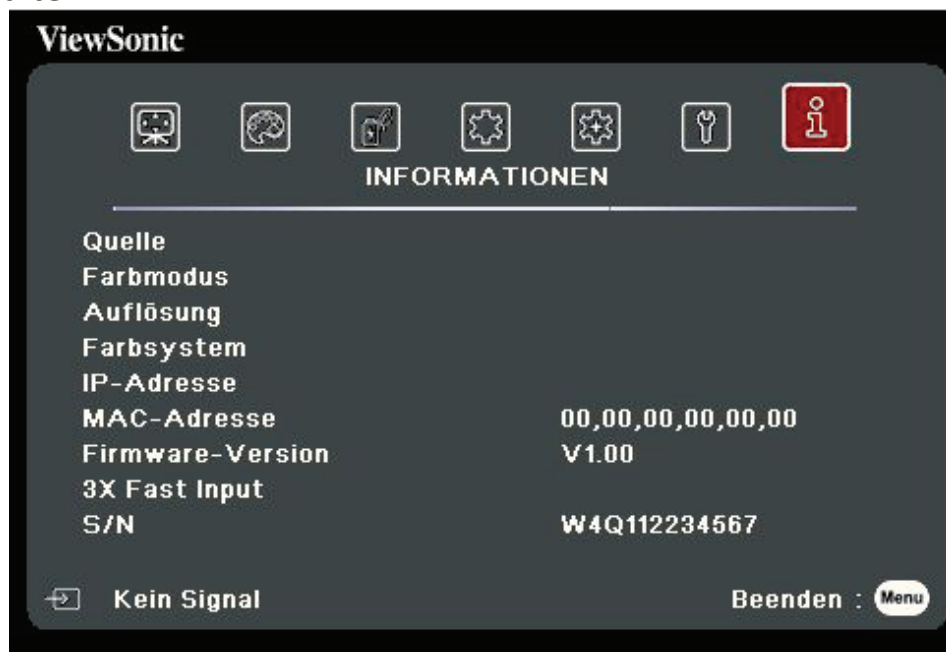 ViewSonic
INFORMATIONEN
Quelle
Farbmodus
Auflösung
Farbsystem
IP-Adresse
MAC-Adresse 00,00,00,00,00,00
Firmware-Version V1.00
3X Fast Input
S/N W4Q112234567
Kein Signal Beenden : Menu